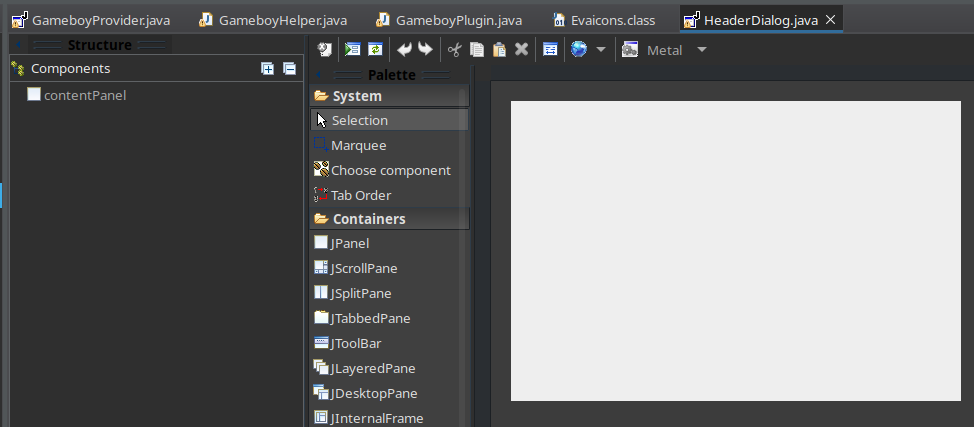 GameboyProvider.java GameboyHelper.java GameboyPlugin.java Evaicons.class HeaderDialog.java
Structure
Components
contentPanel
Metal
Palette
System
Selection
Marquee
Choose component
Tab Order
Containers
JPanel
JScrollPane
JSplitPane
JTabbedPane
JToolBar
JLayeredPane
JDesktopPane
JInternalFrame